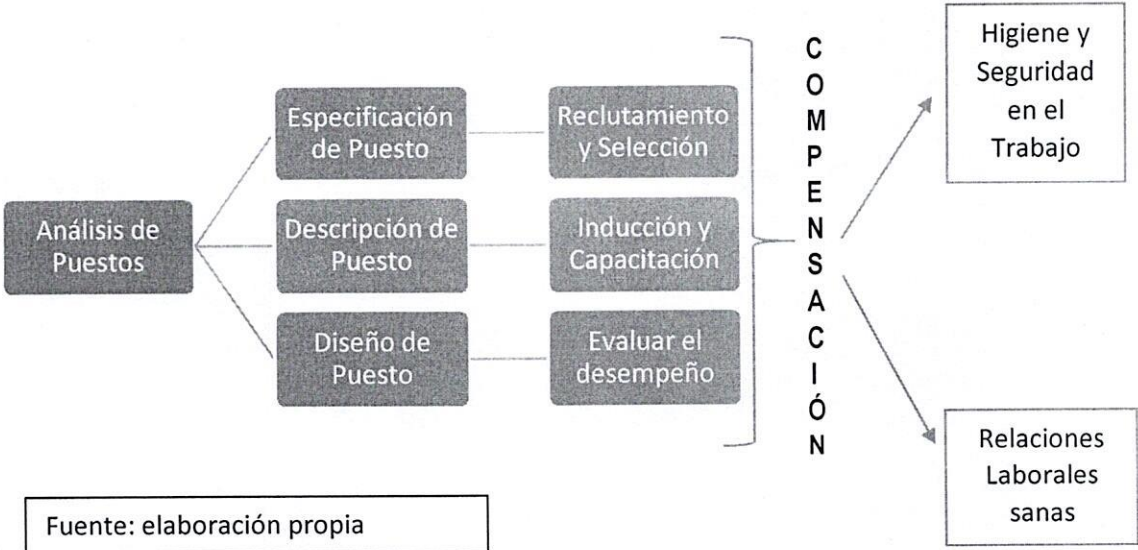 Análisis de
Puestos
Especificación
de Puesto
Descripción de
Puesto
Diseño de
Puesto
Reclutamiento
y Selección
Inducción y
Capacitación
Evaluar el
desempeño
COMPENSACIÓN
Higiene y
Seguridad
en el
Trabajo
Relaciones
Laborales
sanas
Fuente: elaboración propia